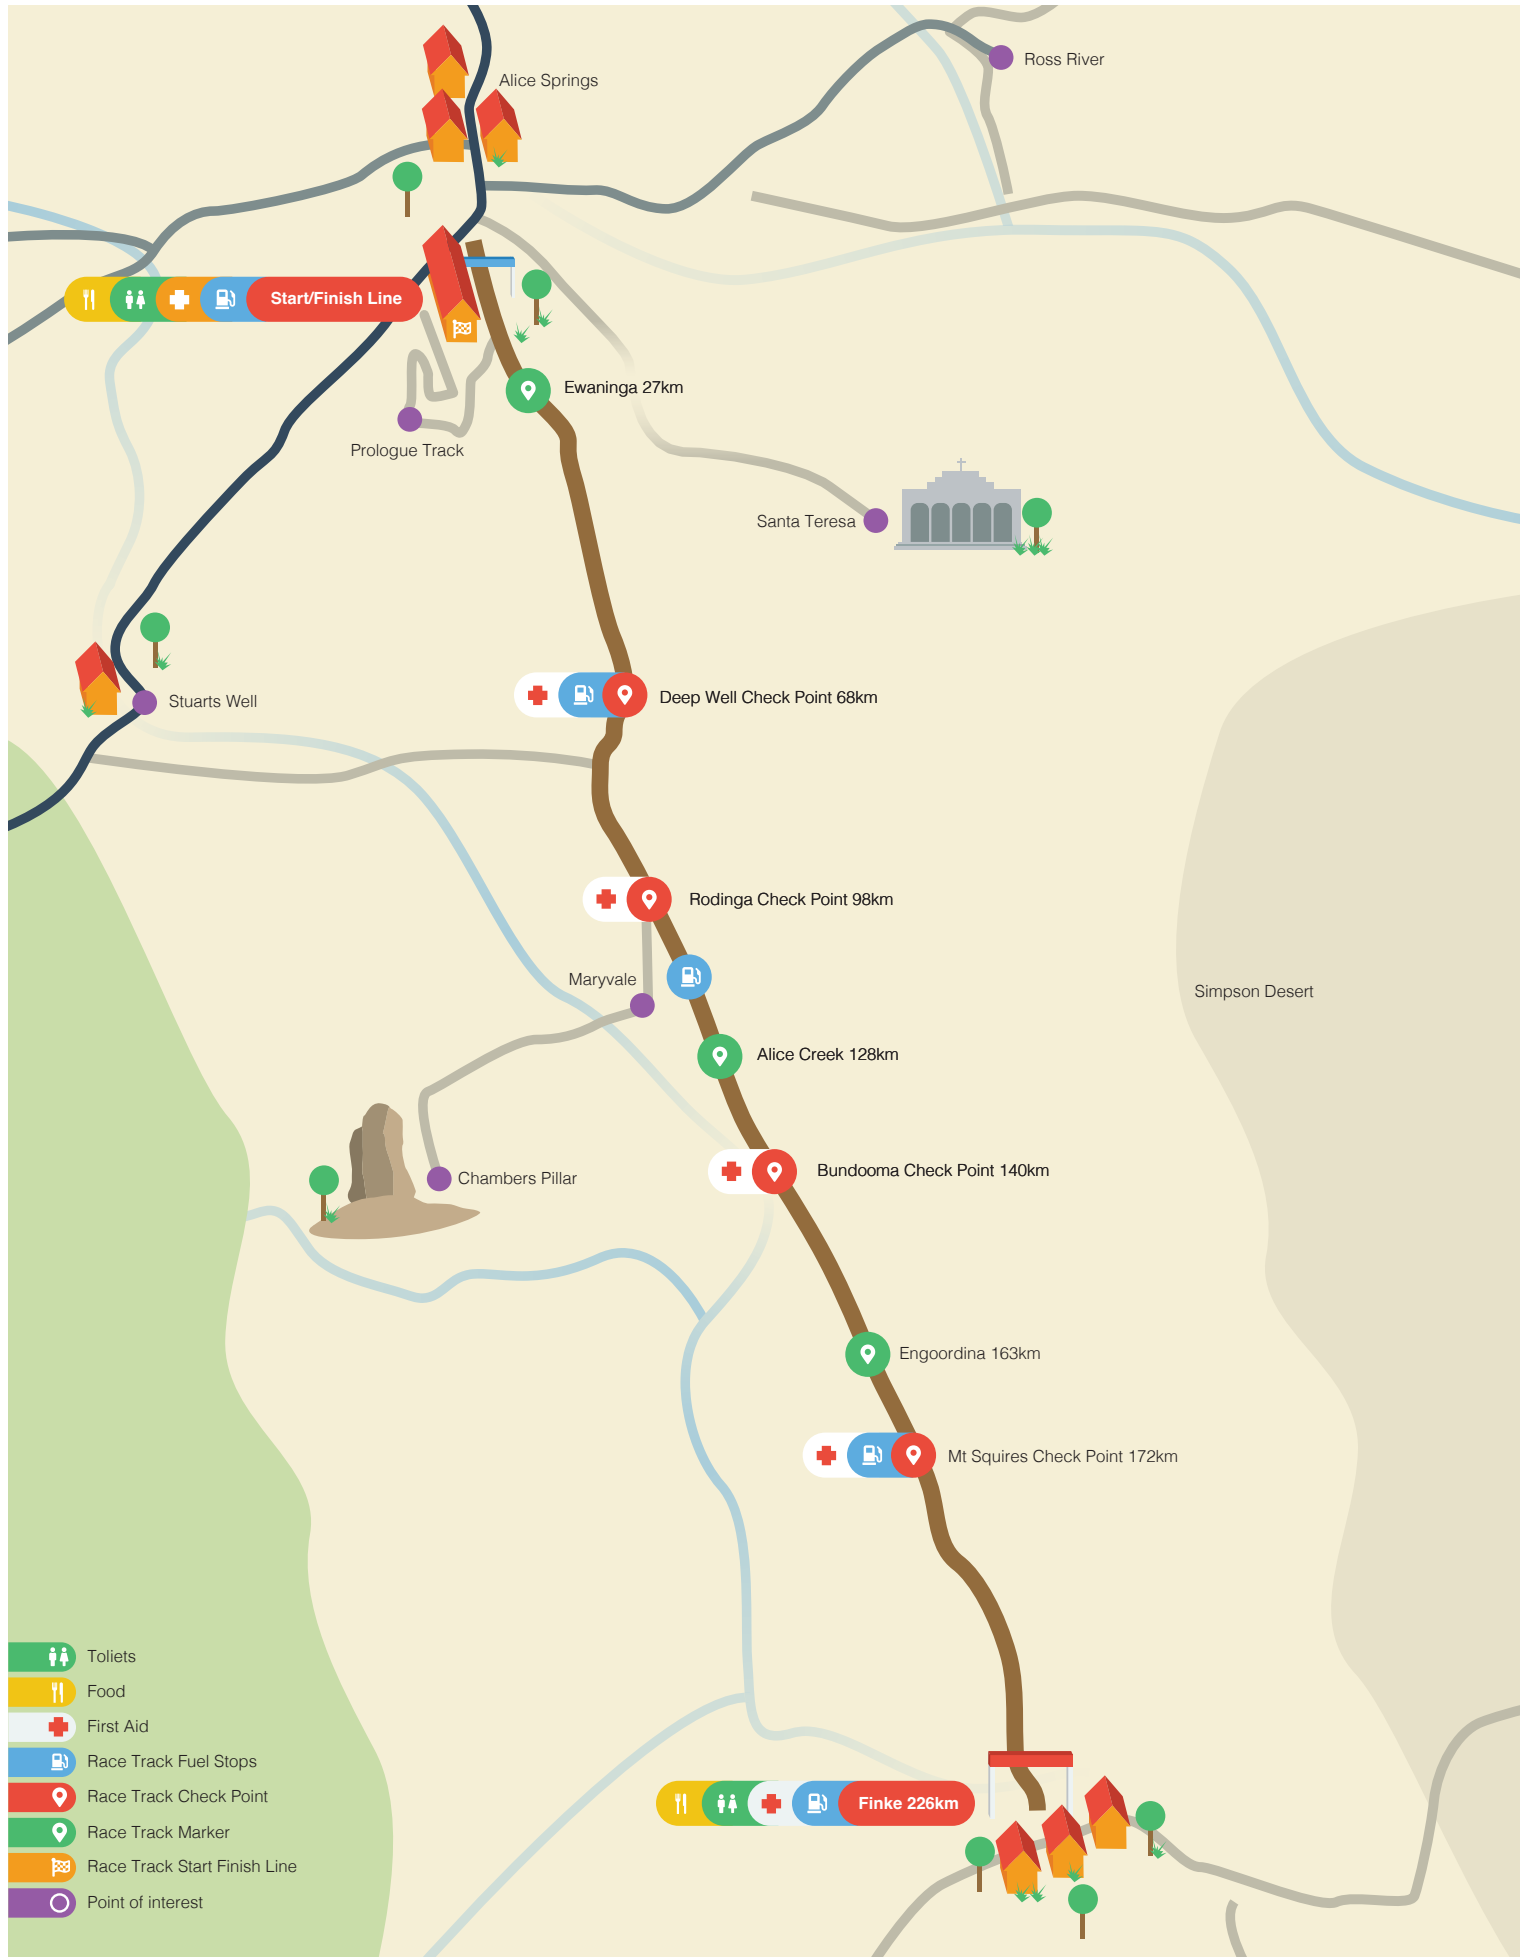 Ross River
Alice Springs
Start/Finish Line
Ewaninga 27km
Prologue Track
Santa Teresa
Stuarts Well
Deep Well Check Point 68km
Rodinga Check Point 98km
Maryvale
Simpson Desert
Alice Creek 128km
Bundooma Check Point 140km
Chambers Pillar
Engoordina 163km
Mt Squires Check Point 172km
Finke 226km
Toliets
Food
First Aid
Race Track Fuel Stops
Race Track Check Point
Race Track Marker
Race Track Start Finish Line
Point of interest